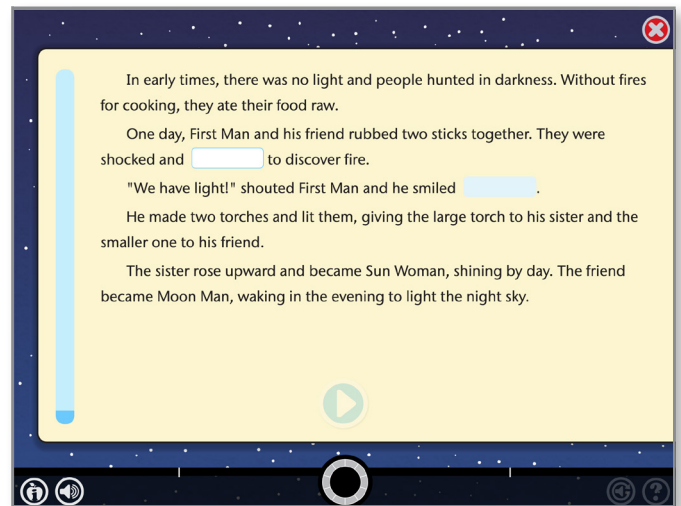 In early times, there was no light and people hunted in darkness. Without fires
for cooking, they ate their food raw.
One day, First Man and his friend rubbed two sticks together. They were
shocked and to discover fire.
"We have light!" shouted First Man and he smiled .
He made two torches and lit them, giving the large torch to his sister and the
smaller one to his friend.
The sister rose upward and became Sun Woman, shining by day. The friend
became Moon Man, waking in the evening to light the night sky.